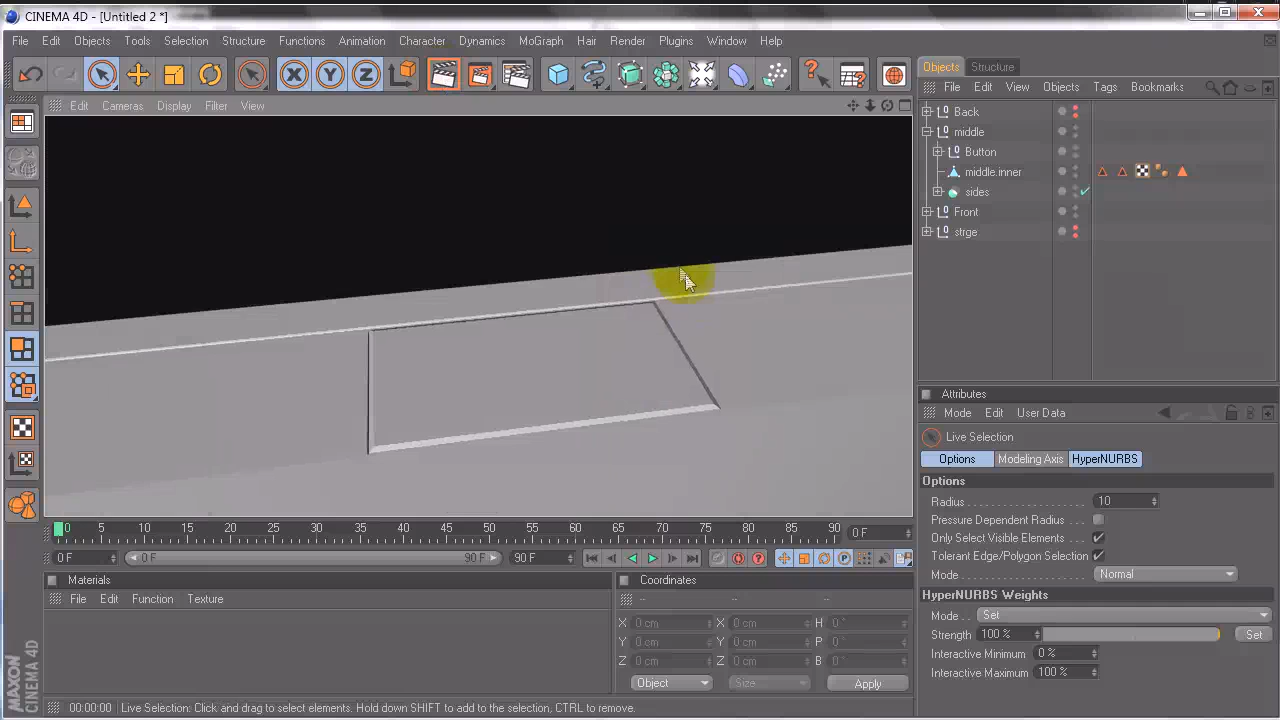 CINEMA 4D - [Untitled 2 *]
File Edit Objects Tools Selection Structure Functions Animation Character Dynamics MoGraph Hair Render Plugins Window Help
X Y Z
Objects Structure
File Edit View Objects Tags Bookmarks
Edit Cameras Display Filter View
Back
middle
Button
middle.inner
sides
Front
strge
Attributes
Mode Edit User Data
Live Selection
Options Modeling Axis HyperNURBS
Options
Radius 10
Pressure Dependent Radius
Only Select Visible Elements
Tolerant Edge/Polygon Selection
Mode Normal
HyperNURBS Weights
Mode Set
Strength 100 % Set
Interactive Minimum 0 %
Interactive Maximum 100 %
0 5 10 15 20 25 30 35 40 45 50 55 60 65 70 75 80 85 90 0 F
0 F 0 F 90 F 90 F
Materials
File Edit Function Texture
Coordinates
-- -- --
X 0 cm X 0 cm H 0 °
Y 0 cm Y 0 cm P 0 °
Z 0 cm Z 0 cm B 0 °
Object Size Apply
MAXON
CINEMA 4D
00:00:00 Live Selection: Click and drag to select elements. Hold down SHIFT to add to the selection, CTRL to remove.